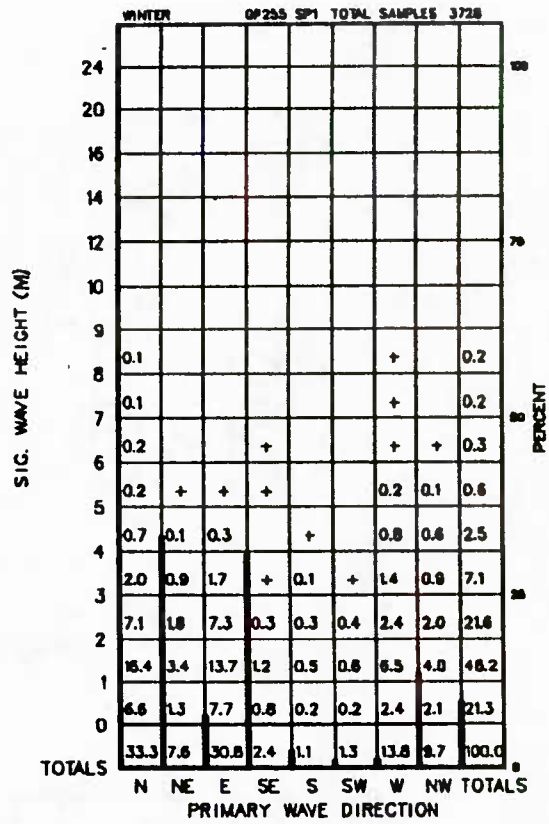 WINTER GP255 SP1 TOTAL SAMPLES 3728
24 100
20
16
14
12 75
10
9
0.1 + 0.2
8
0.1 + 0.2
7 50
0.2 + + + 0.3
6
0.2 + + + 0.2 0.1 0.6
5
0.7 0.1 0.3 + 0.8 0.6 2.5
4
2.0 0.9 1.7 + 0.1 + 1.4 0.9 7.1
3 25
7.1 1.8 7.3 0.3 0.3 0.4 2.4 2.0 21.6
2
16.4 3.4 13.7 1.2 0.5 0.6 6.5 4.0 46.2
1
6.6 1.3 7.7 0.8 0.2 0.2 2.4 2.1 21.3
0
33.3 7.6 30.8 2.4 1.1 1.3 13.8 9.7 100.0
TOTALS 0
N NE E SE S SW W NW TOTALS
PRIMARY WAVE DIRECTION
SIG. WAVE HEIGHT (M)
PERCENT